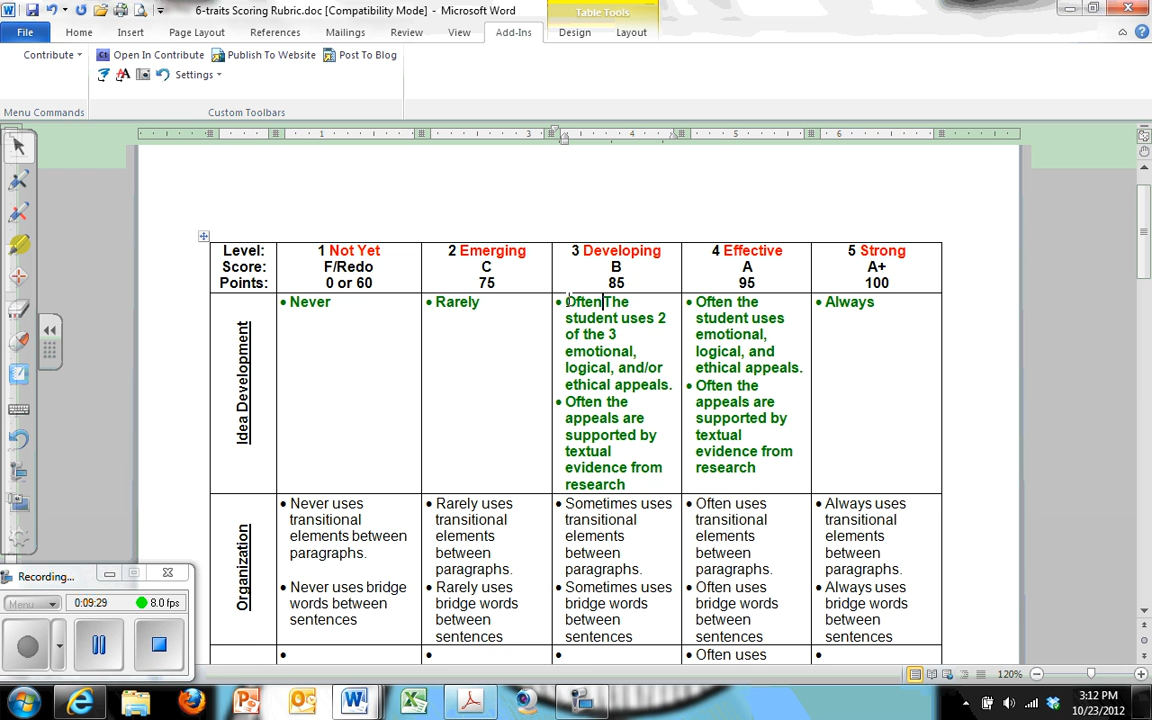 6-traits Scoring Rubric.doc [Compatibility Mode] - Microsoft Word
Table Tools
File Home Insert Page Layout References Mailings Review View Add-Ins Design Layout
Contribute
Open In Contribute Publish To Website Post To Blog
Settings
Menu Commands
Custom Toolbars
1 3 4 5 6
Level:
Score:
Points:
1 Not Yet
F/Redo
0 or 60
2 Emerging
C
75
3 Developing
B
85
4 Effective
A
95
5 Strong
A+
100
Idea Development
• Never
• Rarely
• OftenThe
student uses 2
of the 3
emotional,
logical, and/or
ethical appeals.
• Often the
appeals are
supported by
textual
evidence from
research
• Often the
student uses
emotional,
logical, and
ethical appeals.
• Often the
appeals are
supported by
textual
evidence from
research
• Always
Organization
• Never uses
transitional
elements between
paragraphs.
• Never uses bridge
words between
sentences
• Rarely uses
transitional
elements
between
paragraphs.
• Rarely uses
bridge words
between
sentences
• Sometimes uses
transitional
elements
between
paragraphs.
• Sometimes uses
bridge words
between
sentences
• Often uses
transitional
elements
between
paragraphs.
• Often uses
bridge words
between
sentences
• Always uses
transitional
elements
between
paragraphs.
• Always uses
bridge words
between
sentences
• Often uses
Recording...
Menu
0:09:29
8.0 fps
120%
3:12 PM
10/23/2012